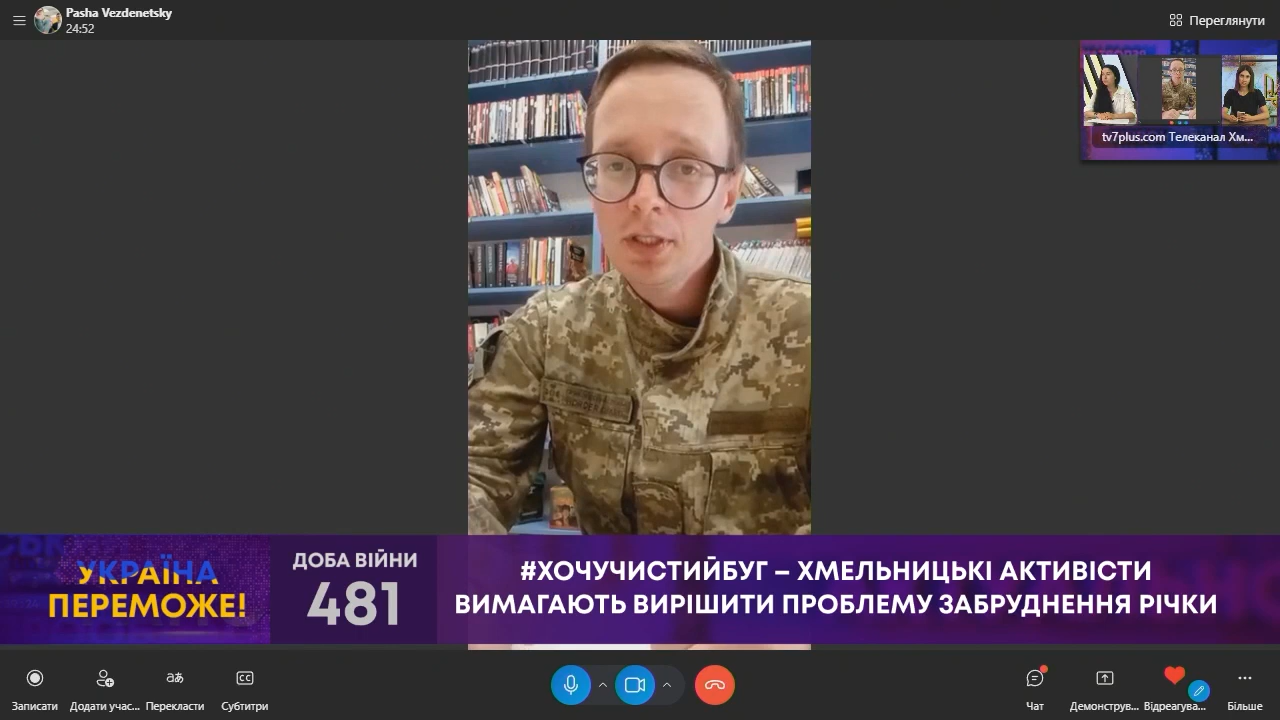 Pasha Vezdenetsky
24:52
Переглянути
tv7plus.com Телеканал Хм...
УКРАЇНА
ПЕРЕМОЖЕ!
ДОБА ВІЙНИ
481
#ХОЧУЧИСТИЙБУГ – ХМЕЛЬНИЦЬКІ АКТИВІСТИ
ВИМАГАЮТЬ ВИРІШИТИ ПРОБЛЕМУ ЗАБРУДНЕННЯ РІЧКИ
Записати
Додати учас...
Перекласти
Субтитри
Чат
Демонструв...
Відреагува...
Більше